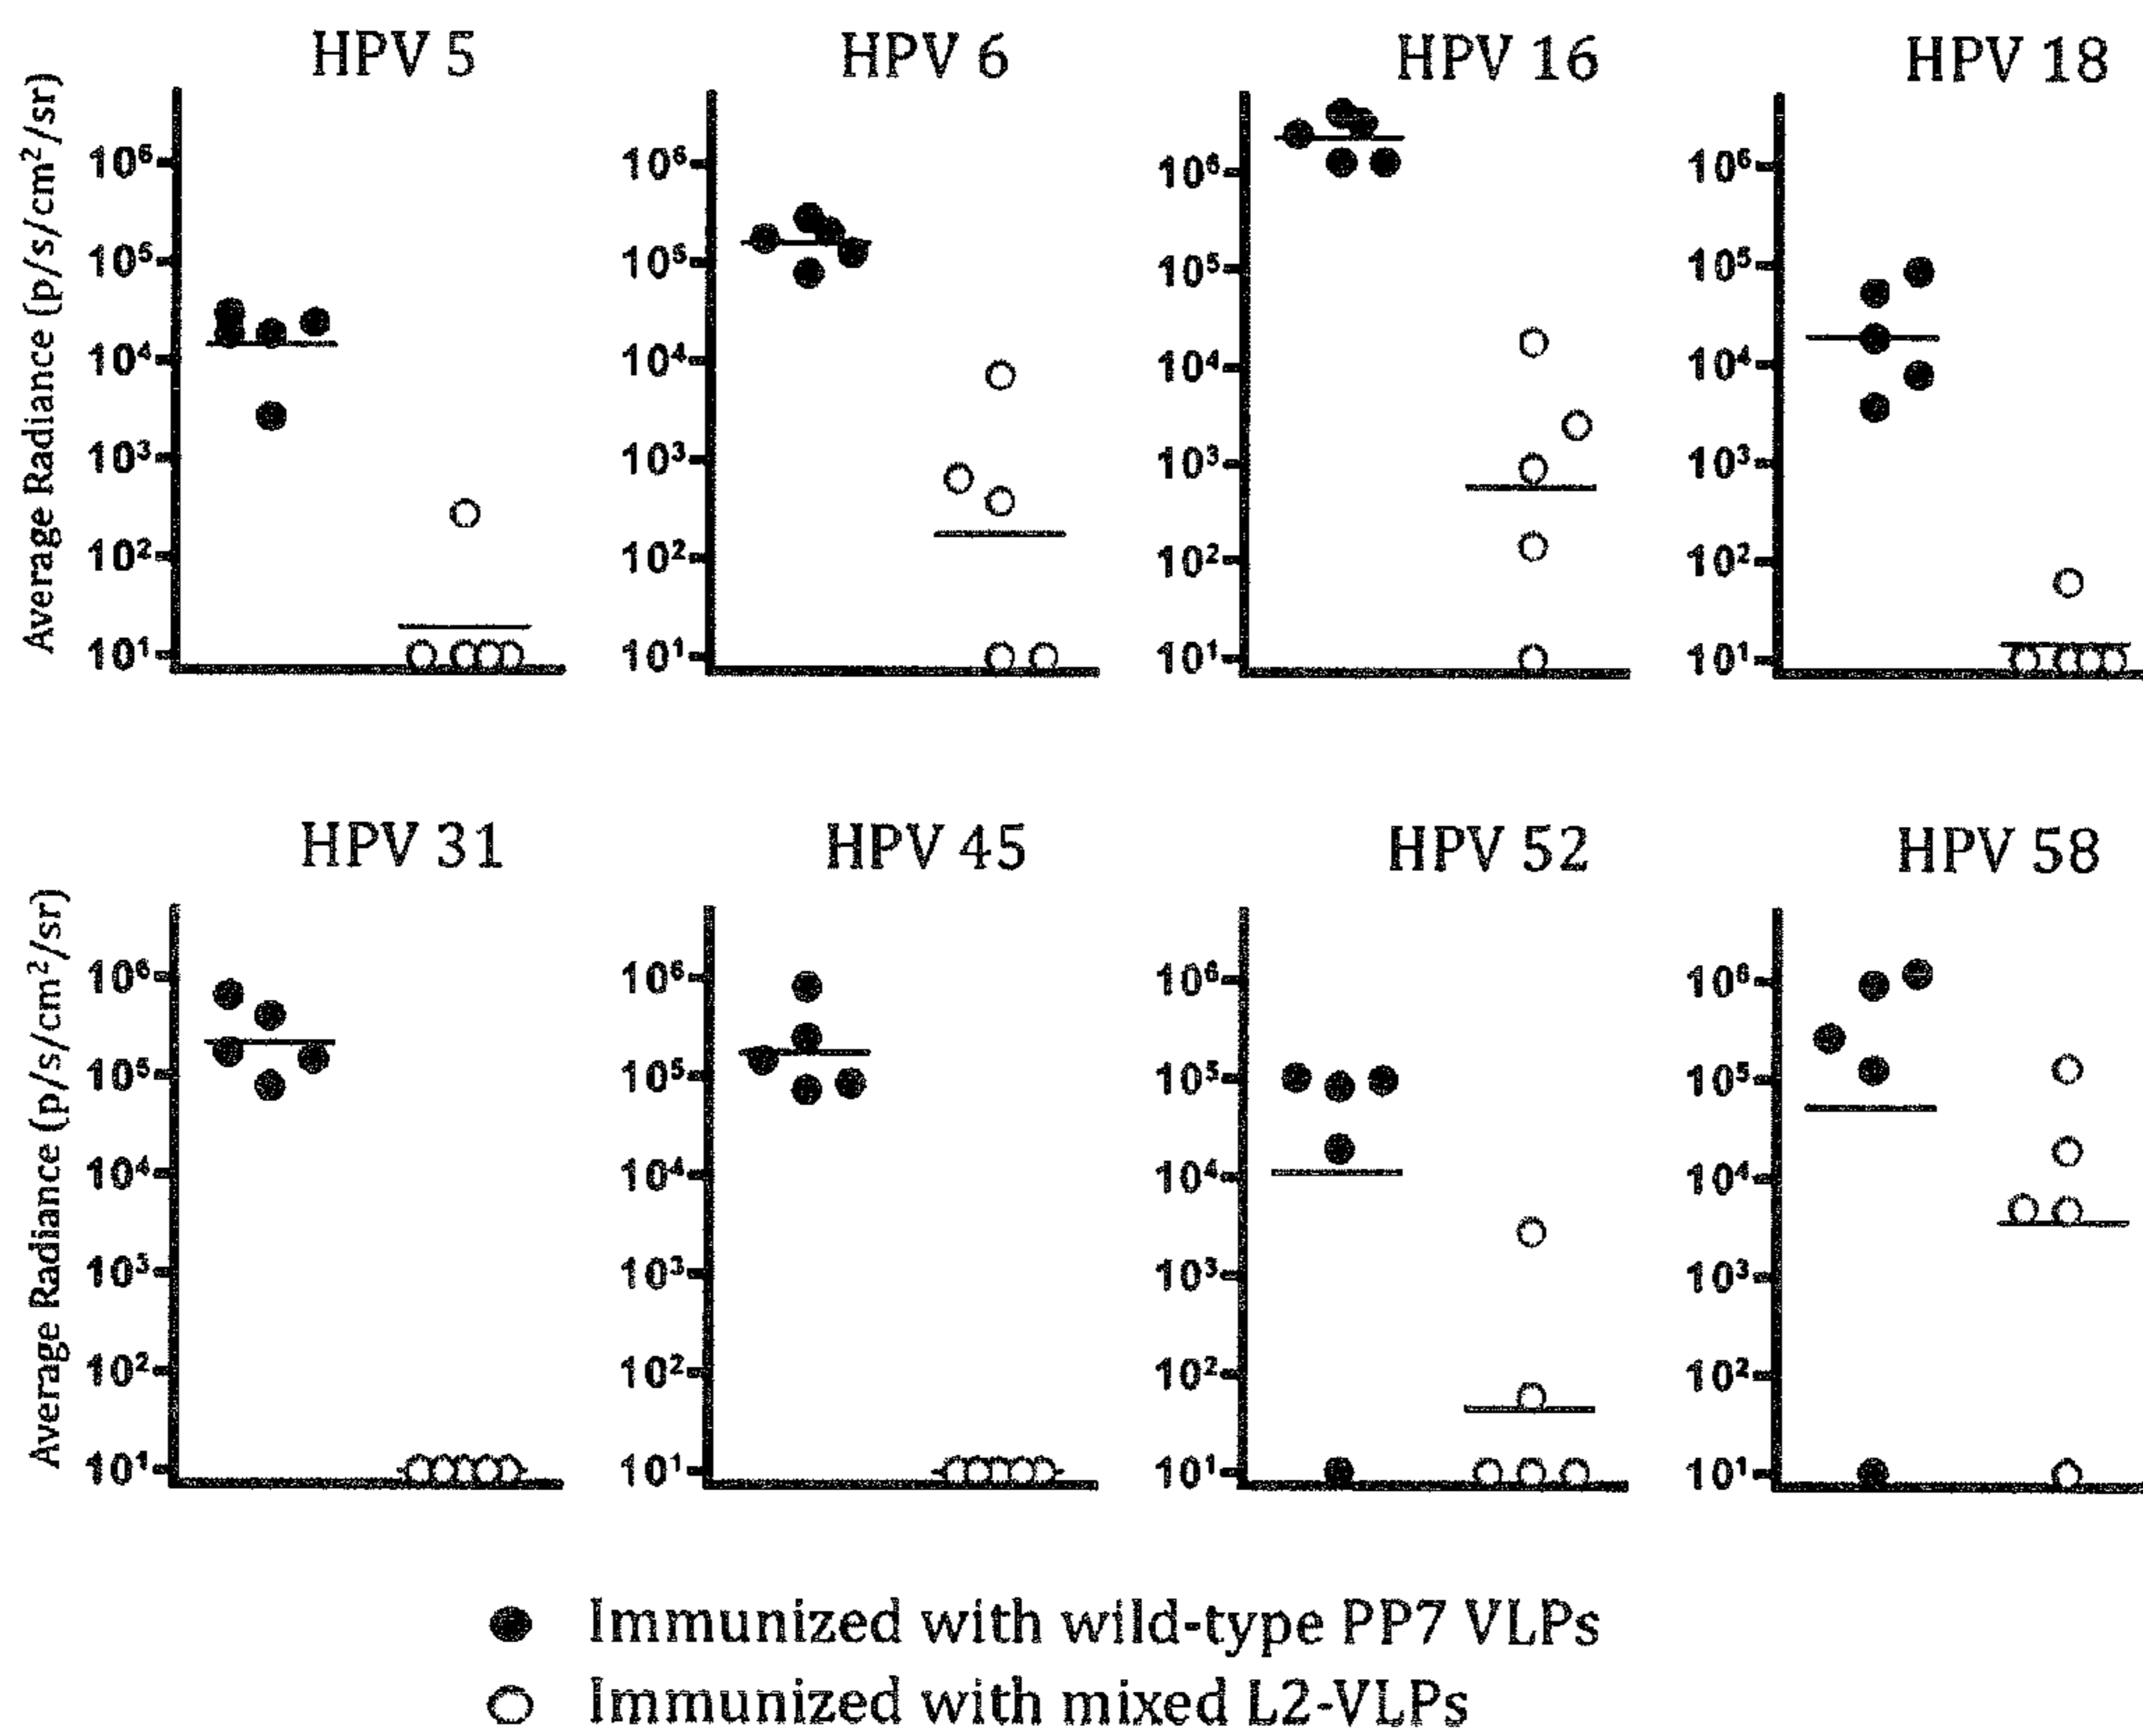 HPV 5 HPV 6 HPV 16 HPV 18
Average Radiance (p/s/cm²/sr)
10⁶ 10⁶ 10⁶ 10⁶
10⁵ 10⁵ 10⁵ 10⁵
10⁴ 10⁴ 10⁴ 10⁴
10³ 10³ 10³ 10³
10² 10² 10² 10²
10¹ 10¹ 10¹ 10¹
HPV 31 HPV 45 HPV 52 HPV 58
Average Radiance (p/s/cm²/sr)
10⁶ 10⁶ 10⁶ 10⁶
10⁵ 10⁵ 10⁵ 10⁵
10⁴ 10⁴ 10⁴ 10⁴
10³ 10³ 10³ 10³
10² 10² 10² 10²
10¹ 10¹ 10¹ 10¹
Immunized with wild-type PP7 VLPs
Immunized with mixed L2-VLPs